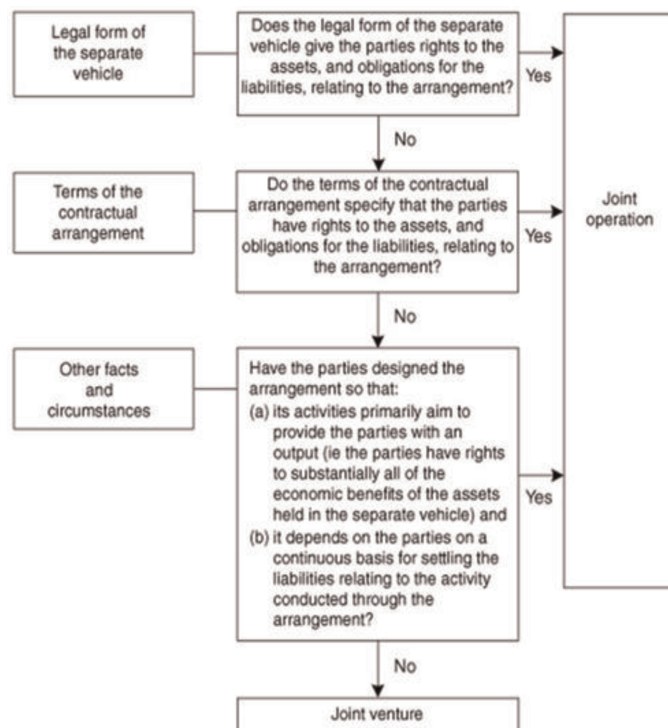 Legal form of
the separate
vehicle
Does the legal form of the separate
vehicle give the parties rights to the
assets, and obligations for the
liabilities, relating to the arrangement?
Yes
No
Terms of the
contractual
arrangement
Do the terms of the contractual
arrangement specify that the parties
have rights to the assets, and
obligations for the liabilities, relating to
the arrangement?
Yes
Joint
operation
No
Other facts
and
circumstances
Have the parties designed the
arrangement so that:
(a) its activities primarily aim to
provide the parties with an
output (ie the parties have rights
to substantially all of the
economic benefits of the assets
held in the separate vehicle) and
(b) it depends on the parties on a
continuous basis for settling the
liabilities relating to the activity
conducted through the
arrangement?
Yes
No
Joint venture